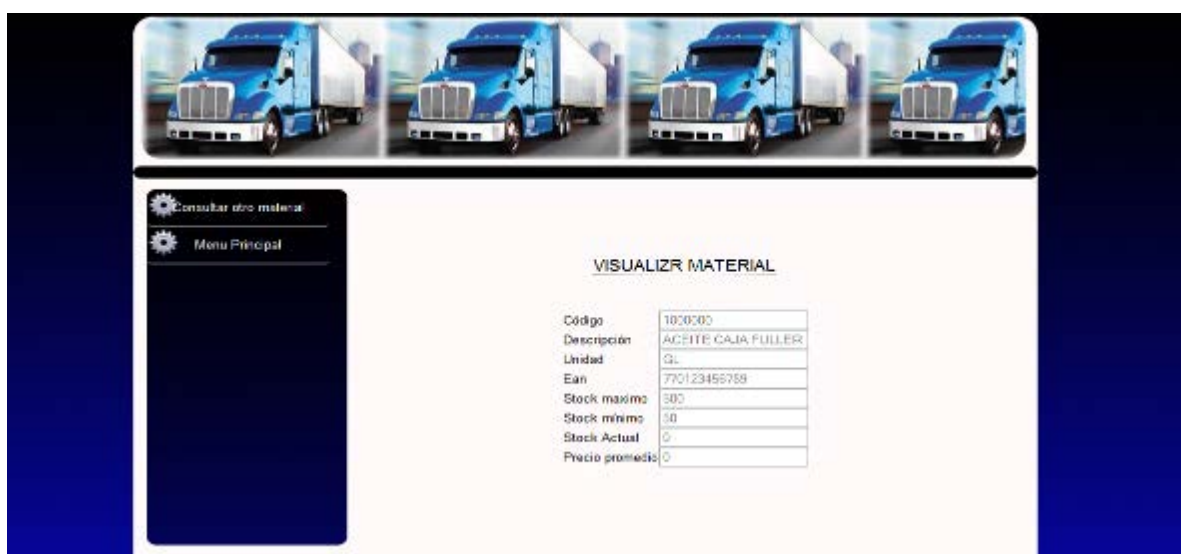 Consultar otro material
Menu Principal
VISUALIZR MATERIAL
Código 1000000
Descripción ACEITE CAJA FULLER
Unidad GL
Ean 770123456789
Stock maximo 500
Stock mínimo 50
Stock Actual 0
Precio promedio 0